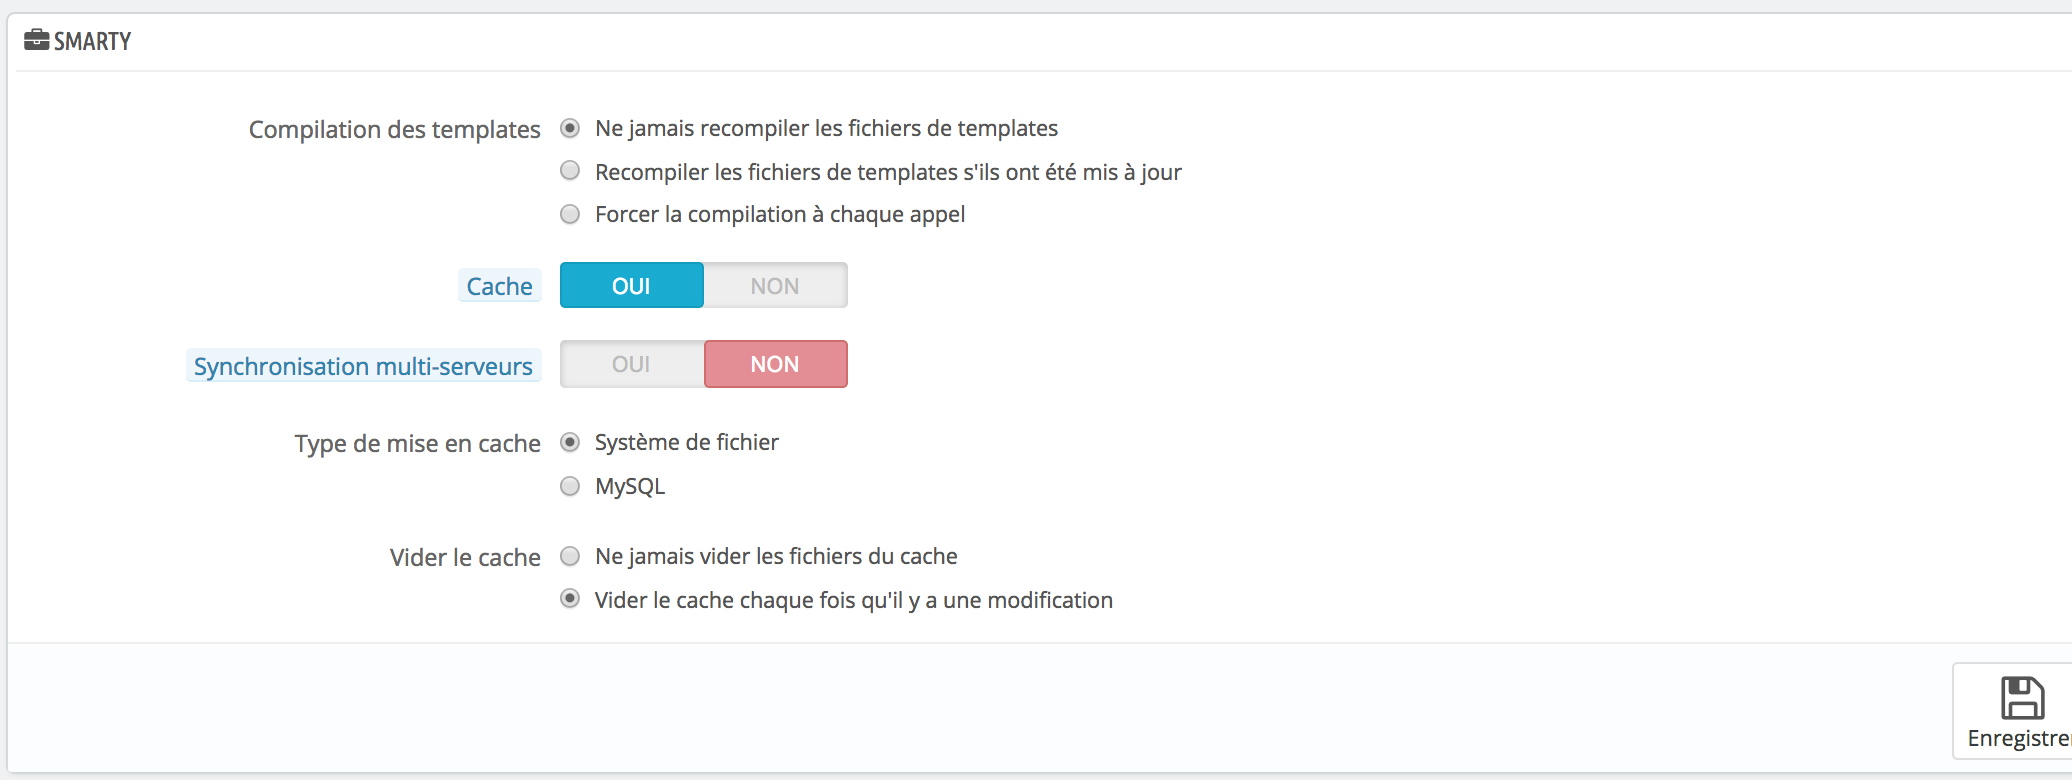 SMARTY
Compilation des templates
Ne jamais recompiler les fichiers de templates
Recompiler les fichiers de templates s'ils ont été mis à jour
Forcer la compilation à chaque appel
Cache
OUI NON
Synchronisation multi-serveurs
OUI NON
Type de mise en cache
Système de fichier
MySQL
Vider le cache
Ne jamais vider les fichiers du cache
Vider le cache chaque fois qu'il y a une modification
Enregistrer